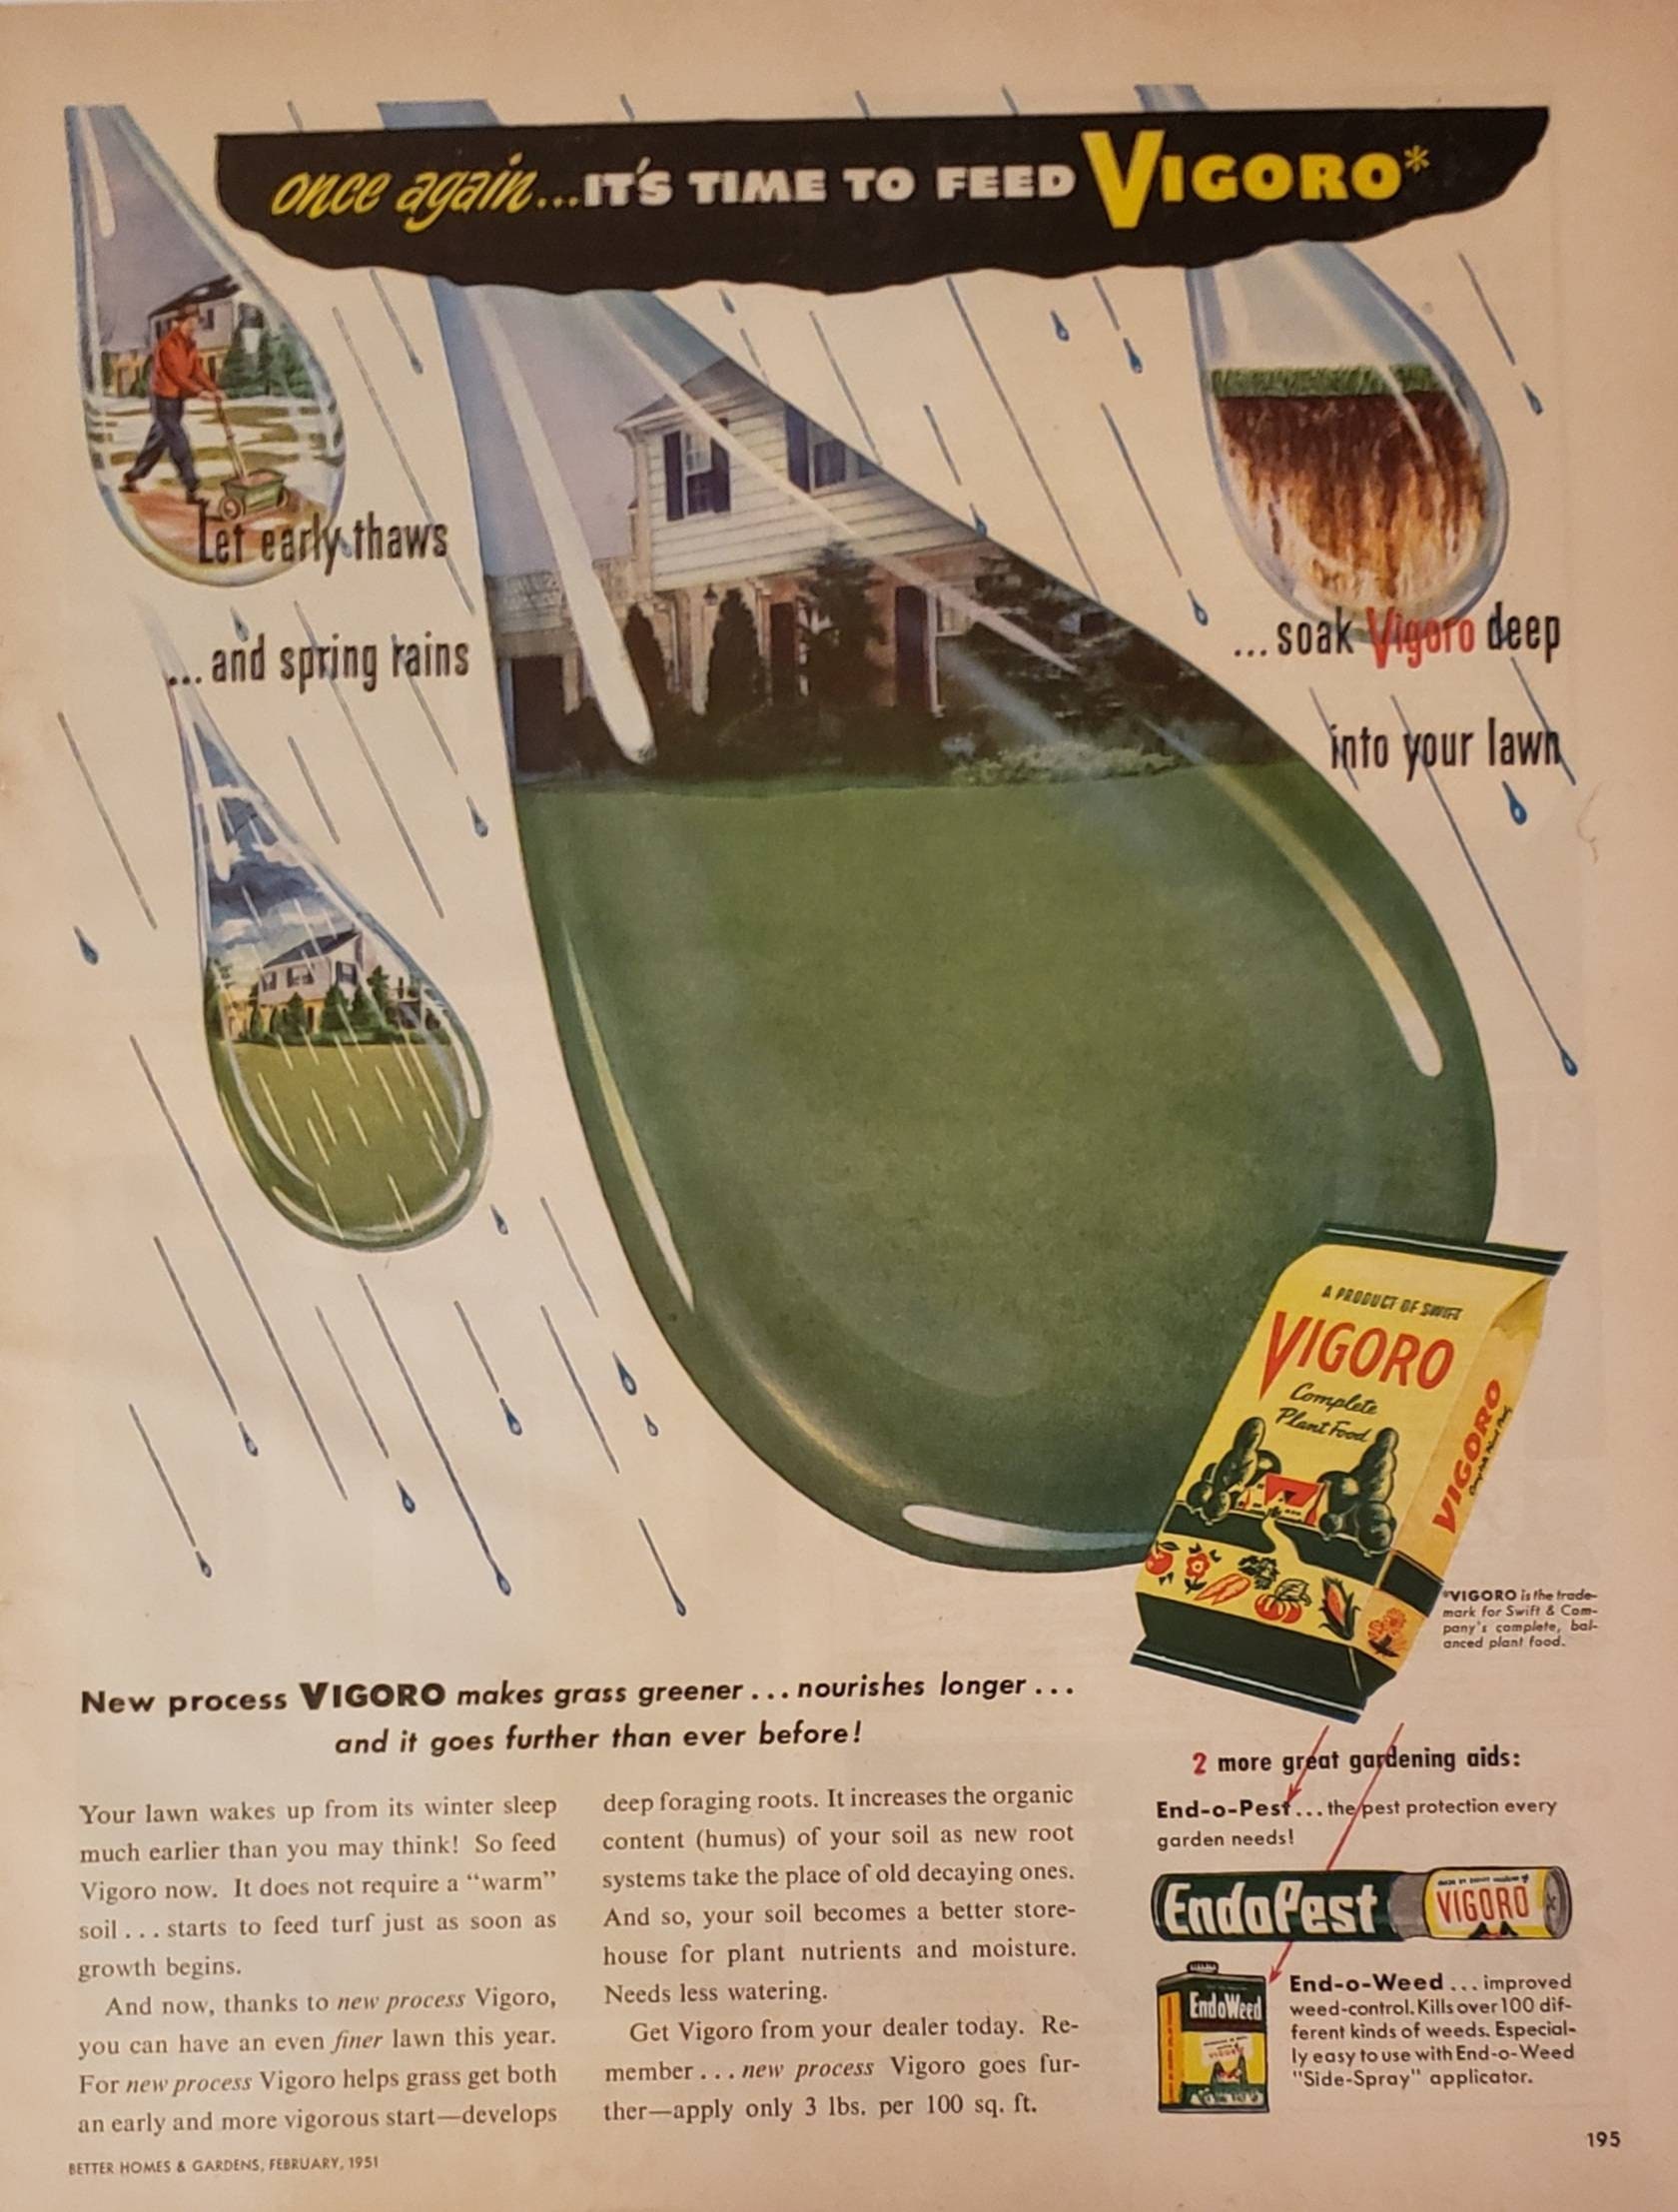 once again...IT'S TIME TO FEED VIGORO*
Let early thaws
...and spring rains
...soak Vigoro deep
into your lawn
A PRODUCT OF SWIFT
VIGORO
Complete
Plant Food
VIGORO
*VIGORO is the trade-
mark for Swift & Com-
pany's complete, bal-
anced plant food.
New process VIGORO makes grass greener...nourishes longer...
and it goes further than ever before!
Your lawn wakes up from its winter sleep
much earlier than you may think! So feed
Vigoro now. It does not require a "warm"
soil...starts to feed turf just as soon as
growth begins.
And now, thanks to new process Vigoro,
you can have an even finer lawn this year.
For new process Vigoro helps grass get both
an early and more vigorous start—develops
deep foraging roots. It increases the organic
content (humus) of your soil as new root
systems take the place of old decaying ones.
And so, your soil becomes a better store-
house for plant nutrients and moisture.
Needs less watering.
Get Vigoro from your dealer today. Re-
member...new process Vigoro goes fur-
ther—apply only 3 lbs. per 100 sq. ft.
2 more great gardening aids:
End-o-Pest...the pest protection every
garden needs!
EndoPest
VIGORO
EndoWeed
VIGORO
End-o-Weed...improved
weed-control. Kills over 100 dif-
ferent kinds of weeds. Especial-
ly easy to use with End-o-Weed
"Side-Spray" applicator.
BETTER HOMES & GARDENS, FEBRUARY, 1951
195